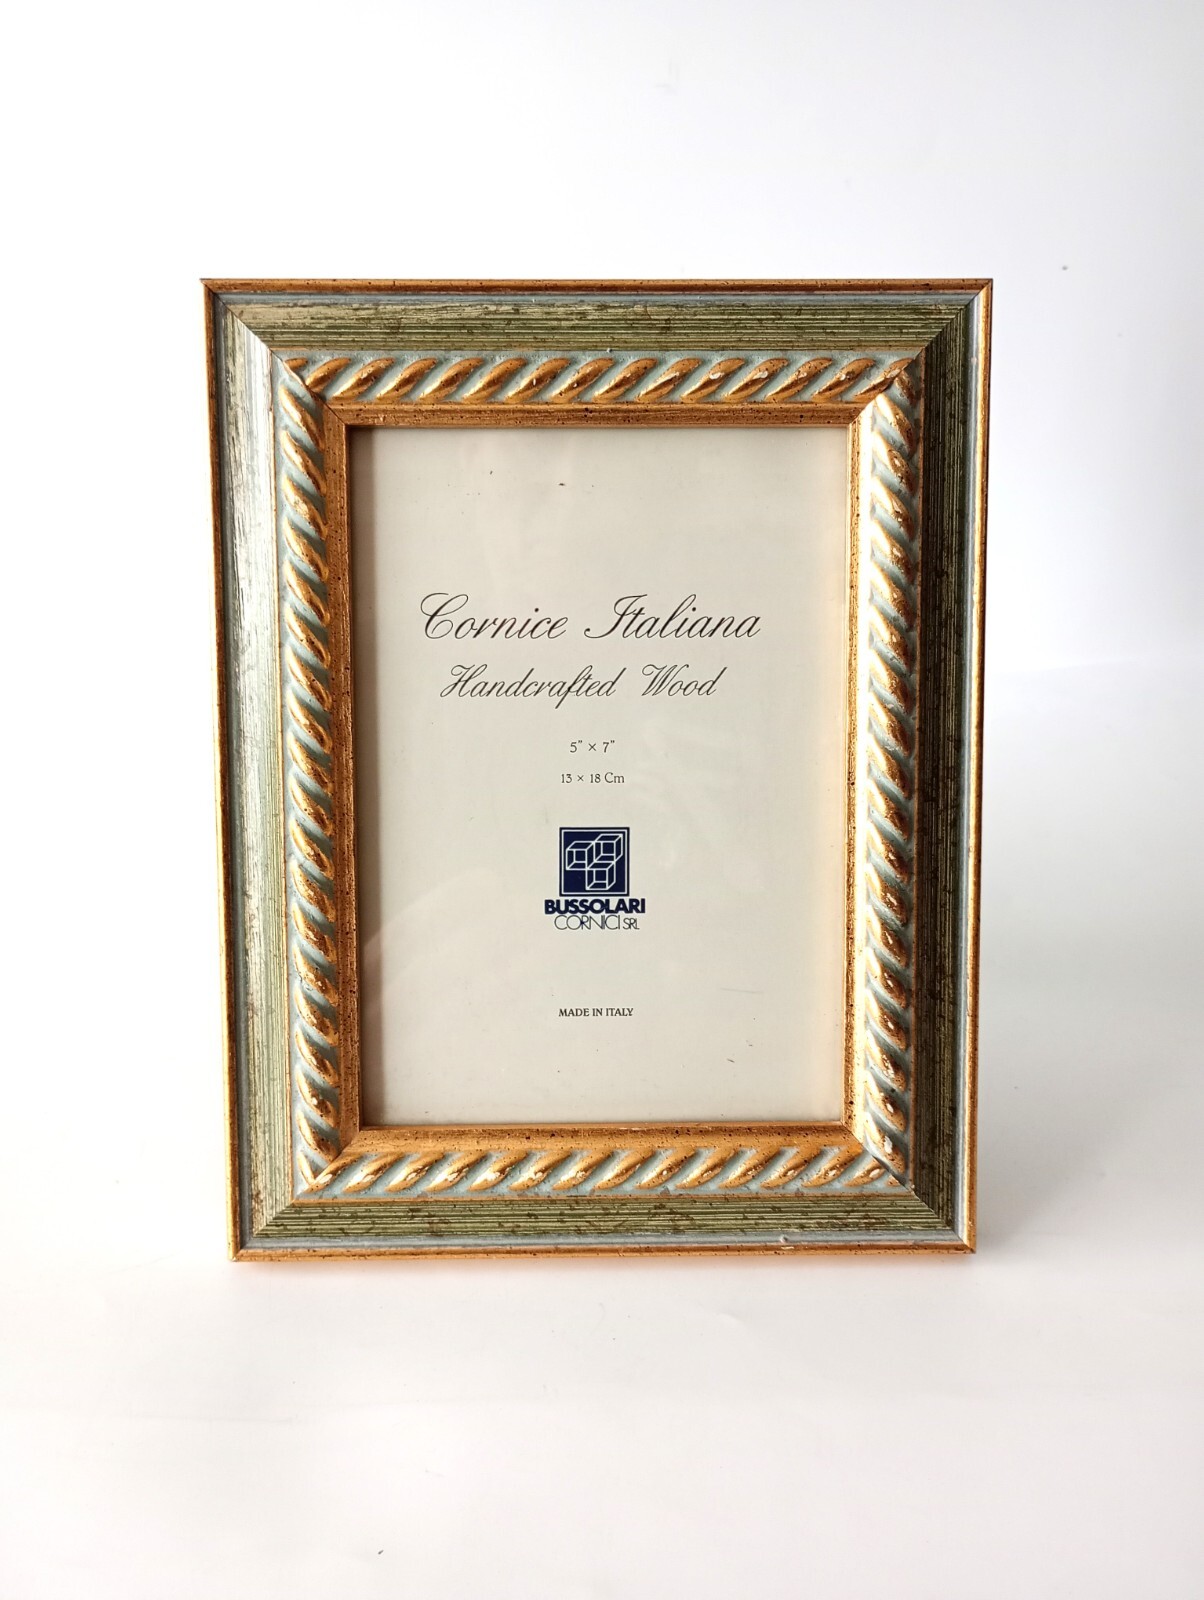 Cornice Italiana
Handcrafted Wood
5" × 7"
13 × 18 Cm
BUSSOLARI
CORNICI SRL
MADE IN ITALY